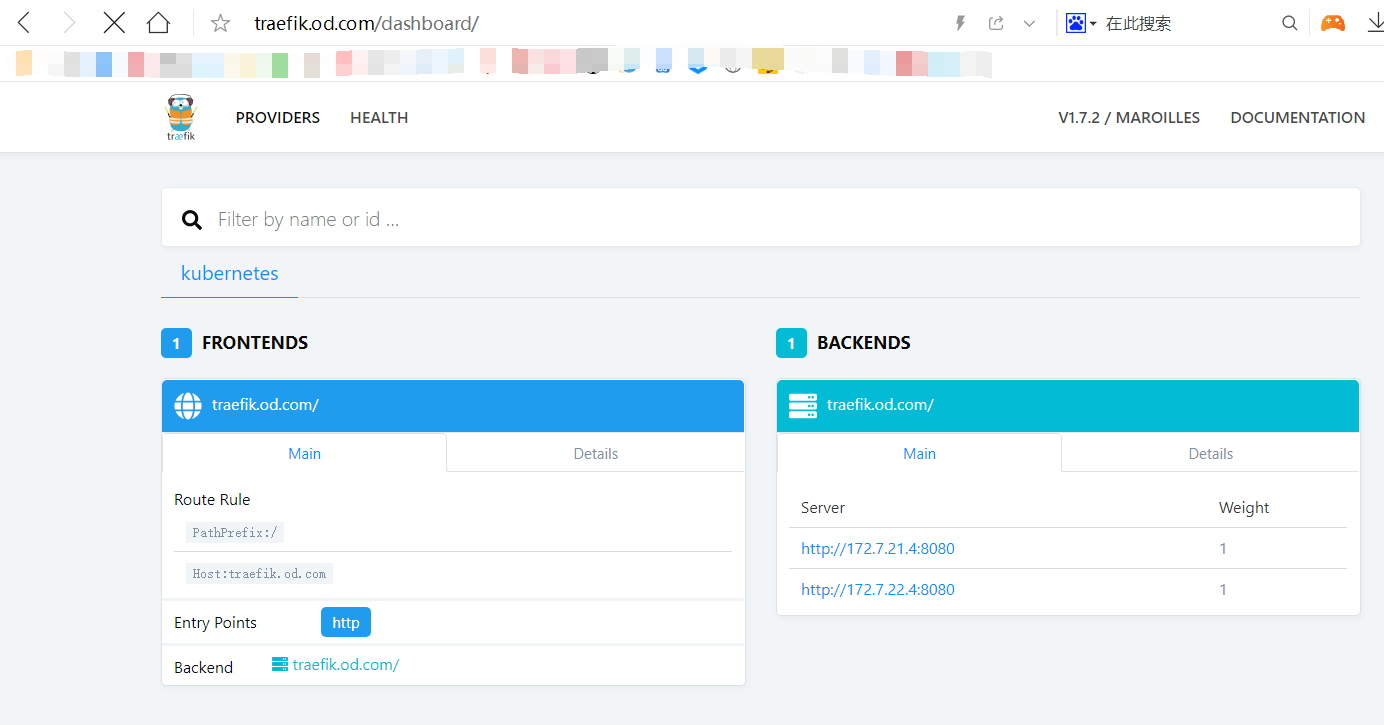 traefik.od.com/dashboard/
在此搜索
træfik
PROVIDERS
HEALTH
V1.7.2 / MAROILLES
DOCUMENTATION
Filter by name or id ...
kubernetes
1 FRONTENDS
traefik.od.com/
Main
Details
Route Rule
PathPrefix:/
Host:traefik.od.com
Entry Points
http
Backend
traefik.od.com/
1 BACKENDS
traefik.od.com/
Main
Details
Server
Weight
http://172.7.21.4:8080
1
http://172.7.22.4:8080
1